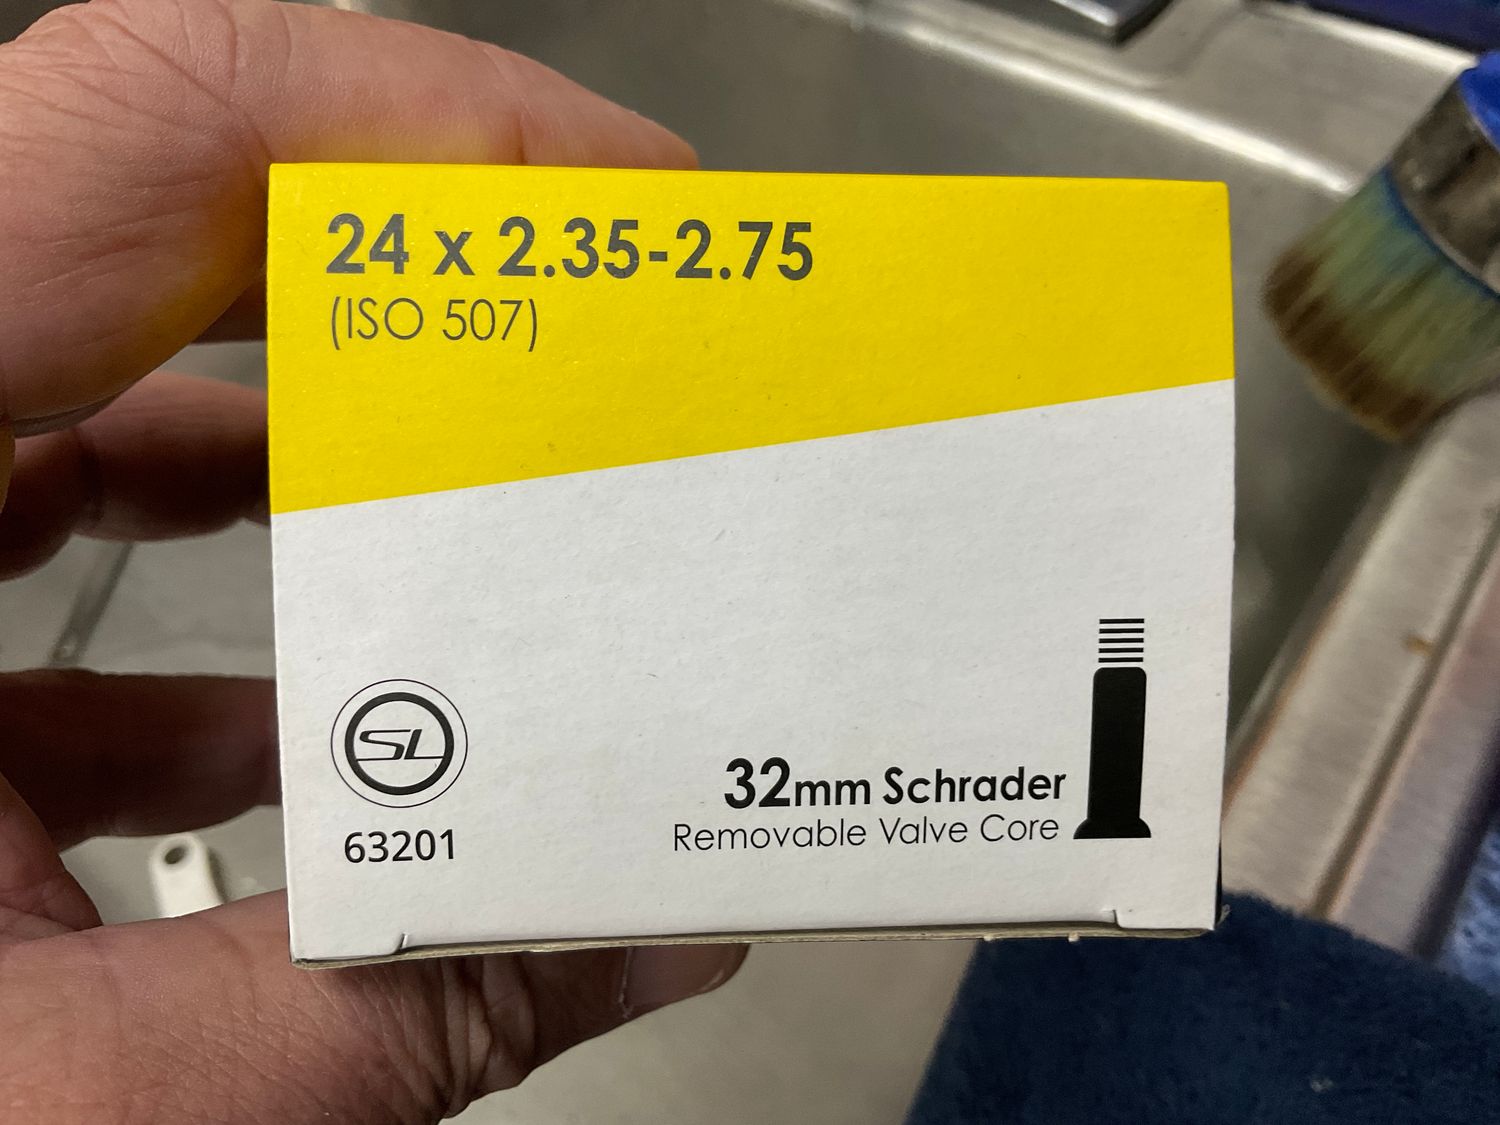 24 x 2.35-2.75
(ISO 507)
SL
63201
32mm Schrader
Removable Valve Core